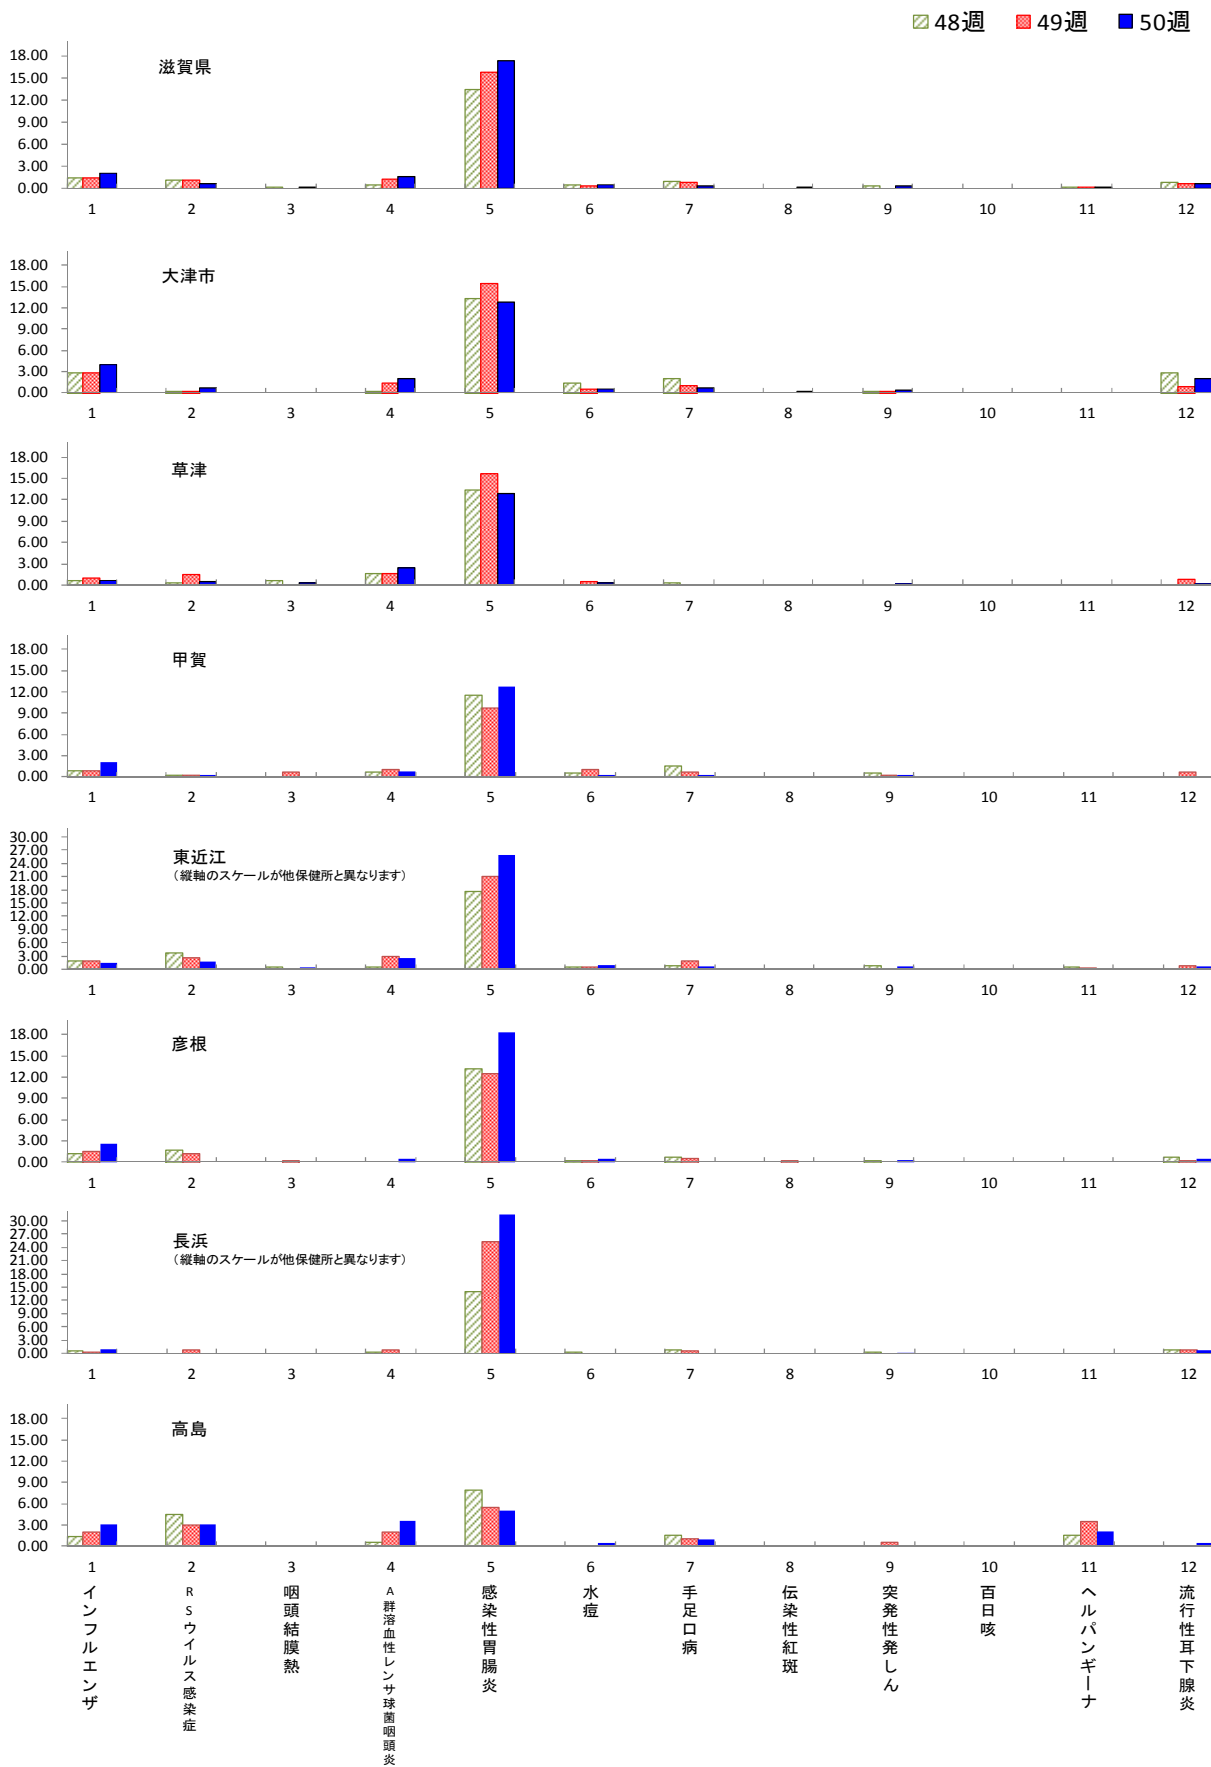 48週 49週 50週
滋賀県
18.00
15.00
12.00
9.00
6.00
3.00
0.00
1 2 3 4 5 6 7 8 9 10 11 12
大津市
18.00
15.00
12.00
9.00
6.00
3.00
0.00
1 2 3 4 5 6 7 8 9 10 11 12
草津
18.00
15.00
12.00
9.00
6.00
3.00
0.00
1 2 3 4 5 6 7 8 9 10 11 12
甲賀
18.00
15.00
12.00
9.00
6.00
3.00
0.00
1 2 3 4 5 6 7 8 9 10 11 12
東近江
（縦軸のスケールが他保健所と異なります）
30.00
27.00
24.00
21.00
18.00
15.00
12.00
9.00
6.00
3.00
0.00
1 2 3 4 5 6 7 8 9 10 11 12
彦根
18.00
15.00
12.00
9.00
6.00
3.00
0.00
1 2 3 4 5 6 7 8 9 10 11 12
長浜
（縦軸のスケールが他保健所と異なります）
30.00
27.00
24.00
21.00
18.00
15.00
12.00
9.00
6.00
3.00
0.00
1 2 3 4 5 6 7 8 9 10 11 12
高島
18.00
15.00
12.00
9.00
6.00
3.00
0.00
1 2 3 4 5 6 7 8 9 10 11 12
インフルエンザ
RSウイルス感染症
咽頭結膜熱
A群溶血性レンサ球菌咽頭炎
感染性胃腸炎
水痘
手足口病
伝染性紅斑
突発性発しん
百日咳
ヘルパンギーナ
流行性耳下腺炎